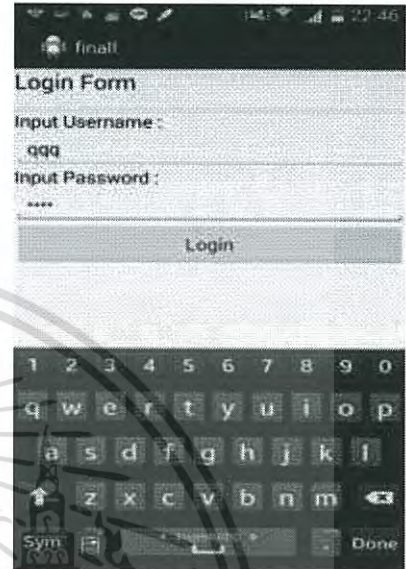 22:46
finall
Login Form
Input Username :
qqq
Input Password :
••••
Login
1 2 3 4 5 6 7 8 9 0
q w e r t y u i o p
a s d f g h j k l
z x c v b n m
Sym . Done